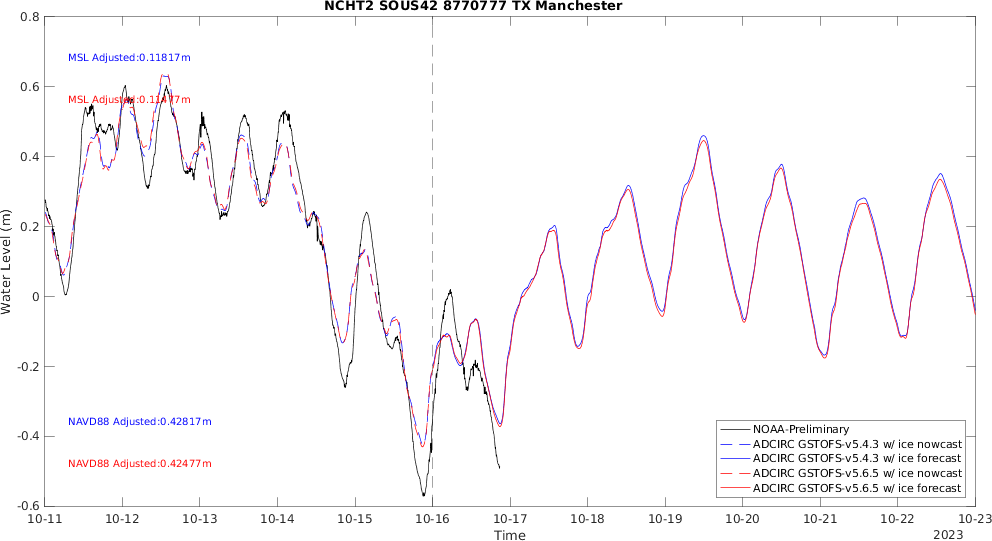 NCHT2 SOUS42 8770777 TX Manchester
0.8
MSL Adjusted:0.11817m
0.6
MSL Adjusted:0.11477m
0.4
0.2
0
-0.2
-0.4
-0.6
Water Level (m)
NAVD88 Adjusted:0.42817m
NAVD88 Adjusted:0.42477m
NOAA-Preliminary
ADCIRC GSTOFS-v5.4.3 w/ ice nowcast
ADCIRC GSTOFS-v5.4.3 w/ ice forecast
ADCIRC GSTOFS-v5.6.5 w/ ice nowcast
ADCIRC GSTOFS-v5.6.5 w/ ice forecast
10-11 10-12 10-13 10-14 10-15 10-16 10-17 10-18 10-19 10-20 10-21 10-22 10-23
Time
2023